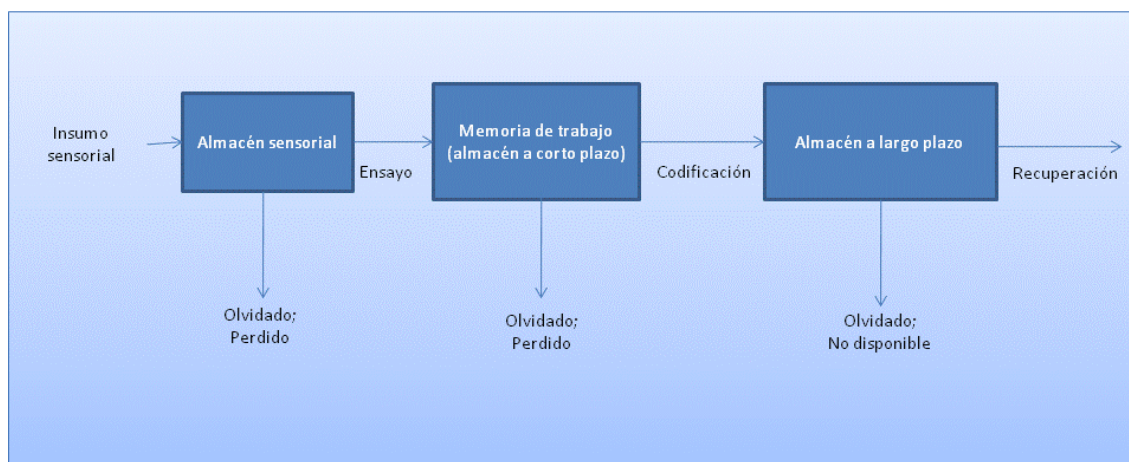 Insumo
sensorial
Almacén sensorial
Ensayo
Memoria de trabajo
(almacén a corto plazo)
Codificación
Almacén a largo plazo
Recuperación
Olvidado;
Perdido
Olvidado;
Perdido
Olvidado;
No disponible